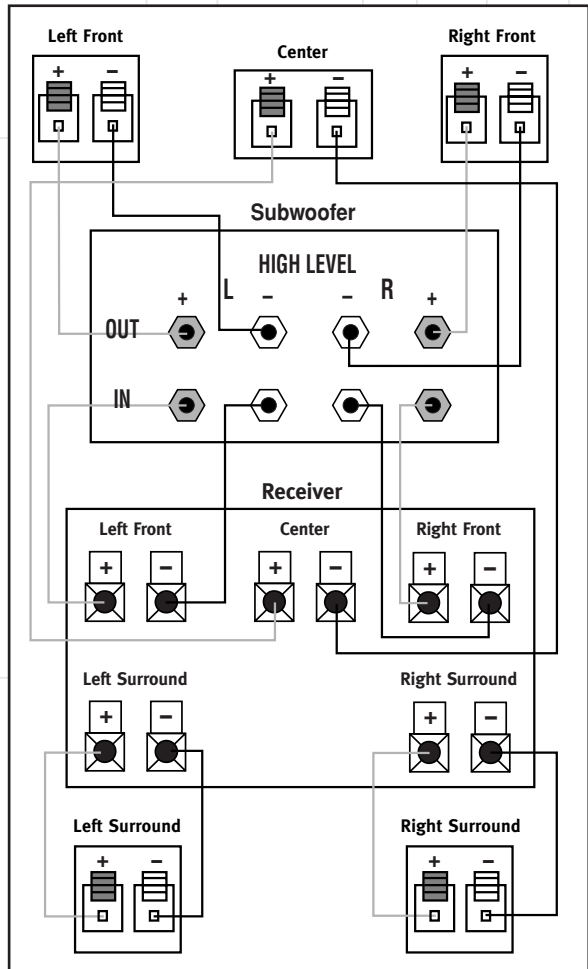 Left Front Center Right Front
+ − + − + −
Subwoofer
HIGH LEVEL
+ L − − R +
OUT
IN
Receiver
Left Front Center Right Front
+ − + − + −
Left Surround Right Surround
+ − + −
Left Surround Right Surround
+ − + −